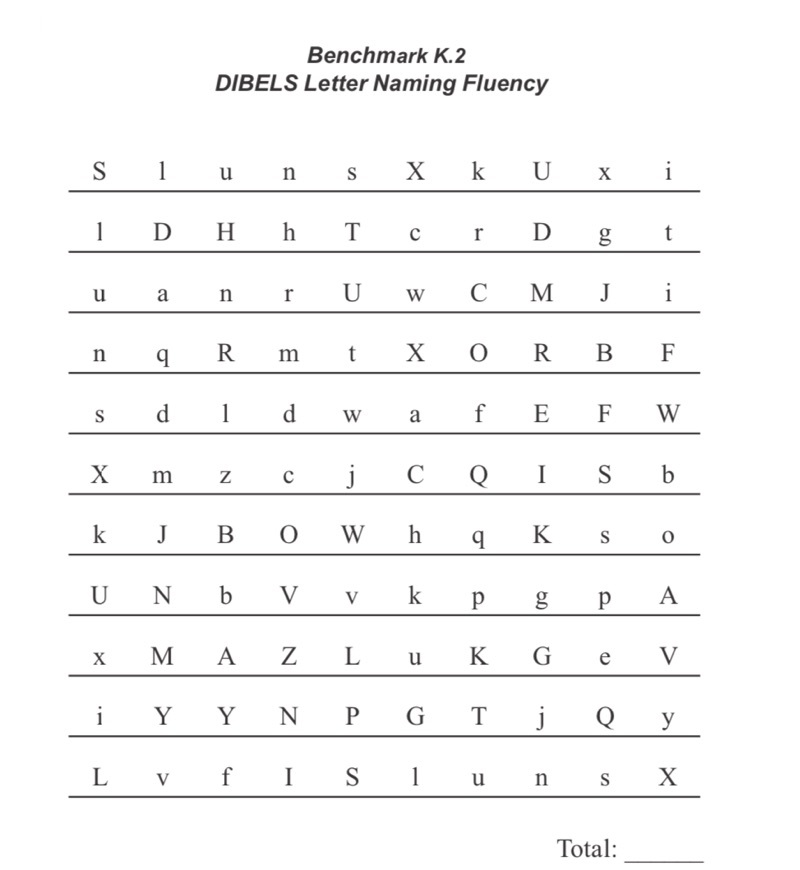 Benchmark K.2
DIBELS Letter Naming Fluency
S l u n s X k U x i
l D H h T c r D g t
u a n r U w C M J i
n q R m t X O R B F
s d l d w a f E F W
X m z c j C Q I S b
k J B O W h q K s o
U N b V v k p g p A
x M A Z L u K G e V
i Y Y N P G T j Q y
L v f I S l u n s X
Total: ______